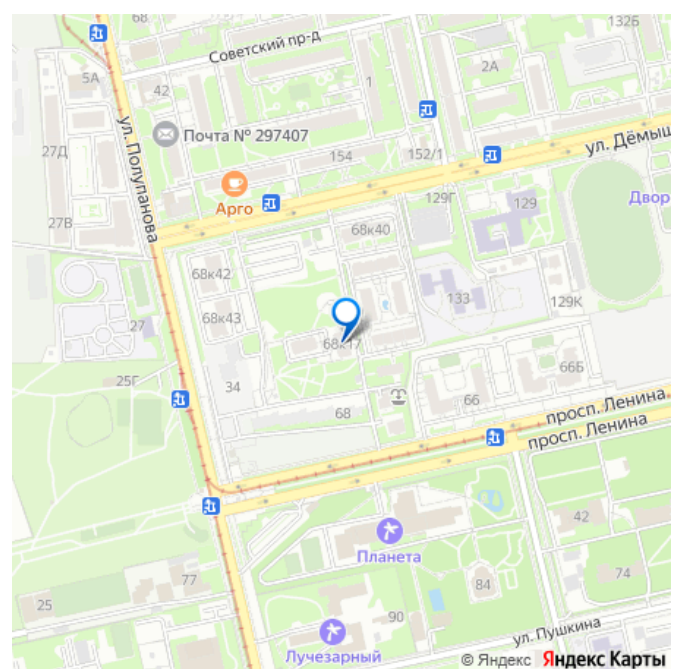 68
132Б
Советский пр-д
5А
42
1
2А
ул. Полупанова
Почта № 297407
27Д
154
152/1
ул. Дёмыш
Арго
129Г
129
Двор
27В
68к40
68к42
133
129К
68к43
27
68к17
66Б
25Г
34
66
68
просп. Ленина
просп. Ленина
42
Планета
77
84
74
25
90
ул. Пушкина
Лучезарный
© Яндекс Яндекс Карты